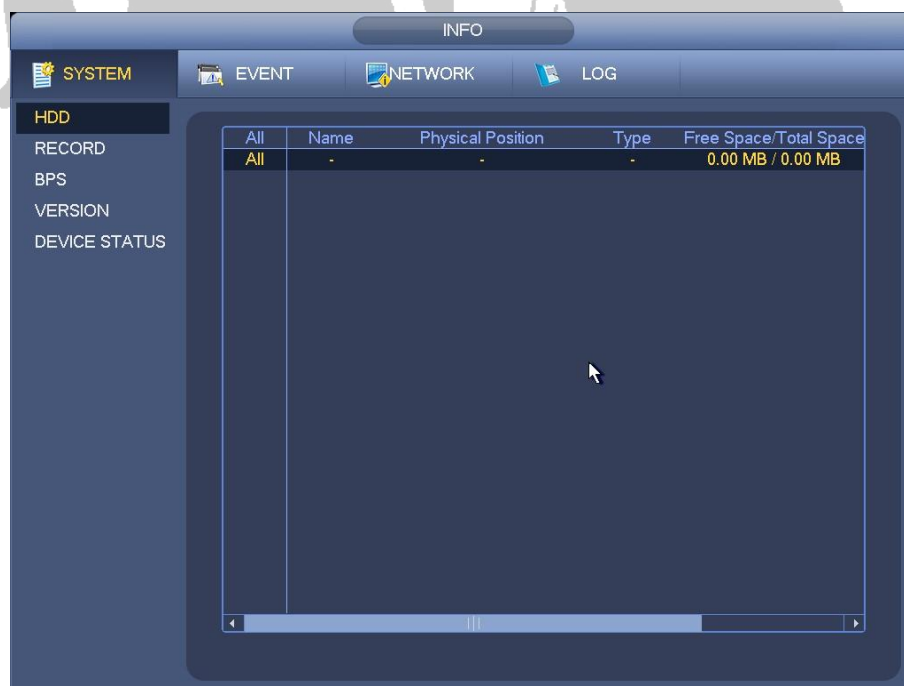 INFO
SYSTEM EVENT NETWORK LOG
HDD
RECORD
BPS
VERSION
DEVICE STATUS
All Name Physical Position Type Free Space/Total Space
All - - - 0.00 MB / 0.00 MB